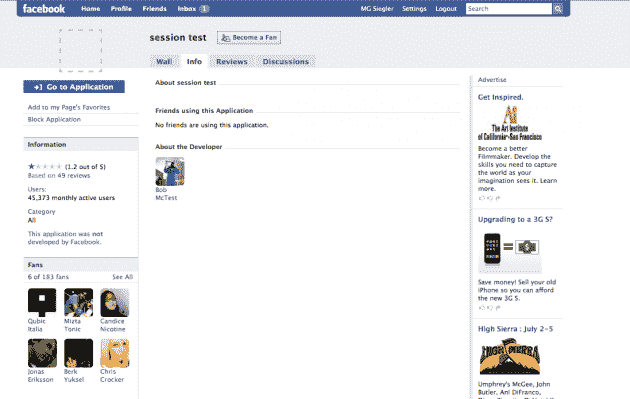 facebook Home Profile Friends Inbox 1 MG Siegler Settings Logout Search
session test Become a Fan
Wall Info Reviews Discussions
Go to Application
Add to my Page's Favorites
Block Application
Information
(1.2 out of 5)
Based on 49 reviews
Users:
45,373 monthly active users
Category
All
This application was not
developed by Facebook.
Fans
6 of 183 fans See All
Qubic
Italia
Mizta
Tonic
Candice
Nicotine
Jonas
Eriksson
Berk
Yuksel
Chris
Crocker
About session test
Friends using this Application
No friends are using this application.
About the Developer
Bob
McTest
Advertise
Get Inspired.
Ai
The Art Institute
of California–San Francisco
Become a better
Filmmaker. Develop the
skills you need to capture
the world as your
imagination sees it. Learn
more.
Upgrading to a 3G S?
Save money! Sell your old
iPhone so you can afford
the new 3G S.
High Sierra : July 2-5
HIGH SIERRA
Umphrey's McGee, John
Butler, Ani DiFranco,